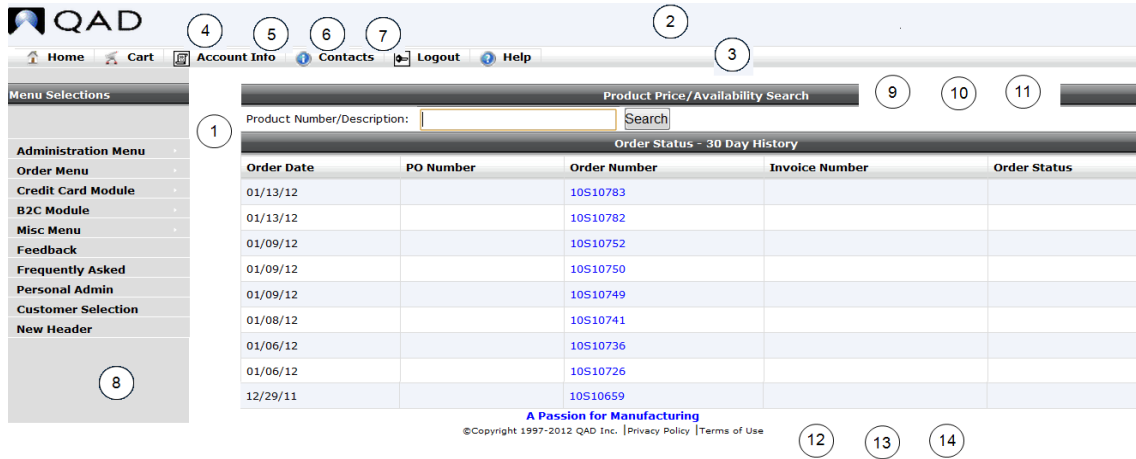 QAD
2
4 5 6 7
3
Home Cart Account Info Contacts Logout Help
Menu Selections
Product Price/Availability Search
9 10 11
Product Number/Description: Search
1
Order Status - 30 Day History
Order Date PO Number Order Number Invoice Number Order Status
01/13/12 10S10783
01/13/12 10S10782
01/09/12 10S10752
01/09/12 10S10750
01/09/12 10S10749
01/08/12 10S10741
01/06/12 10S10736
01/06/12 10S10726
12/29/11 10S10659
Administration Menu
Order Menu
Credit Card Module
B2C Module
Misc Menu
Feedback
Frequently Asked
Personal Admin
Customer Selection
New Header
8
A Passion for Manufacturing
©Copyright 1997-2012 QAD Inc. |Privacy Policy |Terms of Use
12 13 14